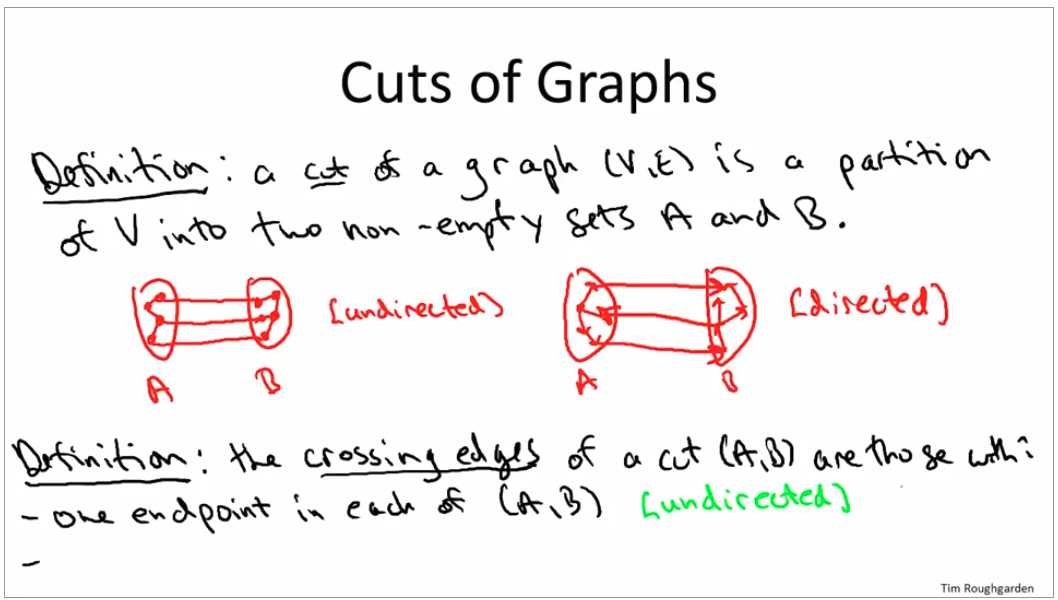 Cuts of Graphs
Definition: a cut of a graph (V,E) is a partition
of V into two non-empty sets A and B.
[undirected] [directed]
A B A B
Definition: the crossing edges of a cut (A,B) are those with:
- one endpoint in each of (A,B) [undirected]
-
Tim Roughgarden